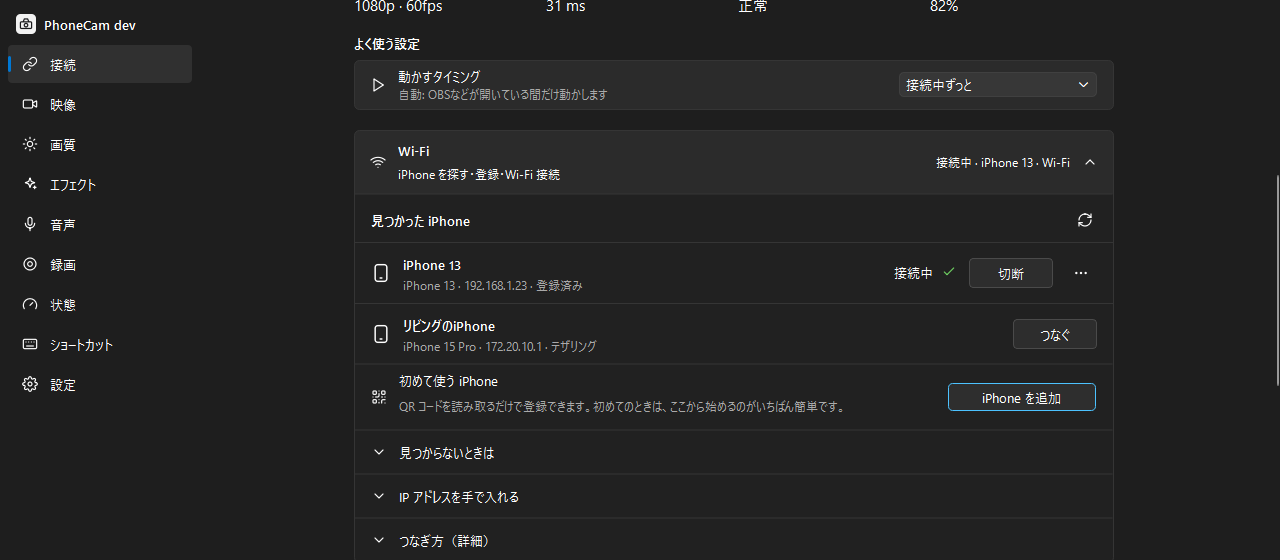 PhoneCam dev
接続
映像
画質
エフェクト
音声
録画
状態
ショートカット
設定
1080p · 60fps
31 ms
正常
82%
よく使う設定
動かすタイミング
自動: OBSなどが開いている間だけ動かします
接続中ずっと
Wi-Fi
iPhone を探す・登録・Wi-Fi 接続
接続中 · iPhone 13 · Wi-Fi
見つかった iPhone
iPhone 13
iPhone 13 · 192.168.1.23 · 登録済み
接続中
切断
リビングのiPhone
iPhone 15 Pro · 172.20.10.1 · テザリング
つなぐ
初めて使う iPhone
QR コードを読み取るだけで登録できます。初めてのときは、ここから始めるのがいちばん簡単です。
iPhone を追加
見つからないときは
IP アドレスを手で入れる
つなぎ方（詳細）